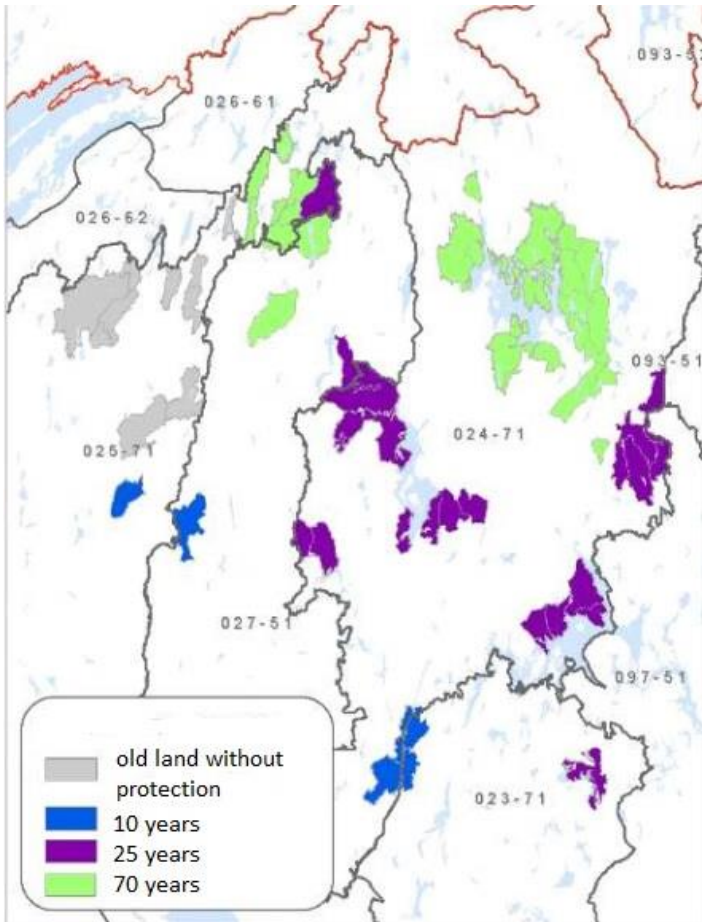 093-5
026-61
026-62
093-51
024-71
025-71
027-51
097-51
023-71
old land without
protection
10 years
25 years
70 years